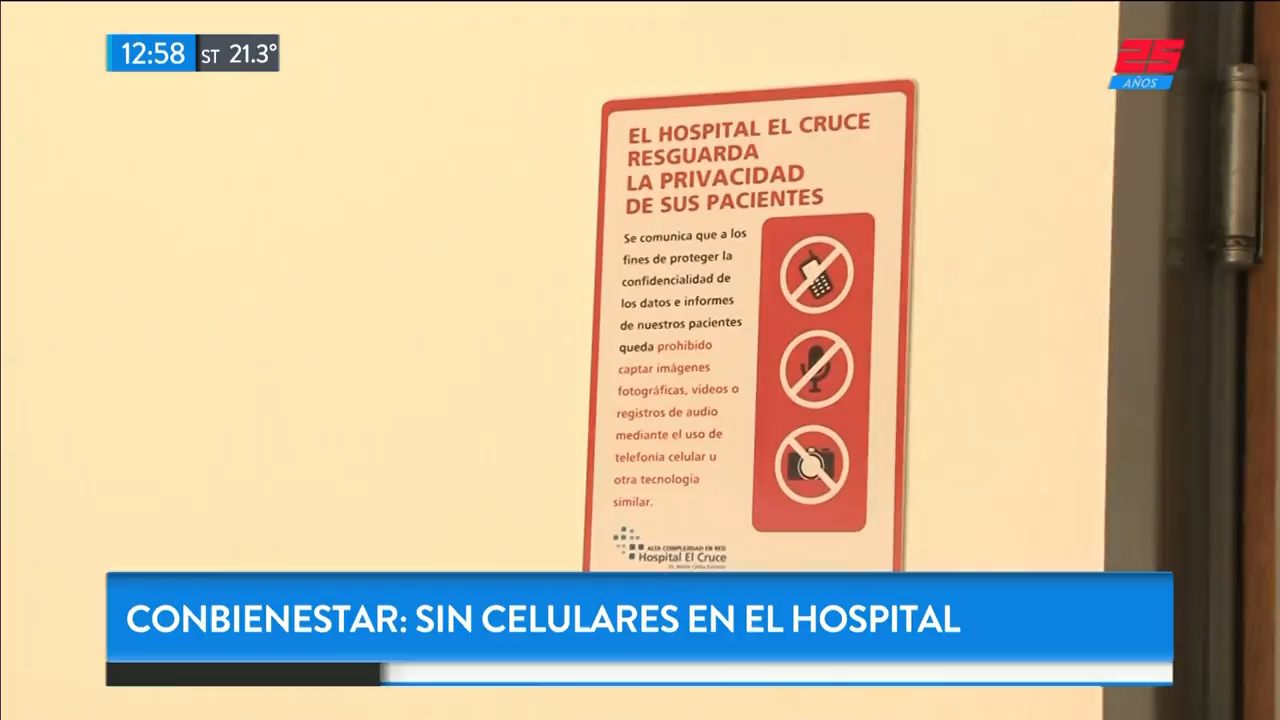 12:58 ST 21.3°
25
AÑOS
EL HOSPITAL EL CRUCE
RESGUARDA
LA PRIVACIDAD
DE SUS PACIENTES
Se comunica que a los
fines de proteger la
confidencialidad de
los datos e informes
de nuestros pacientes
queda prohibido
captar imágenes
fotográficas, videos o
registros de audio
mediante el uso de
telefonía celular u
otra tecnología
similar.
ALTA COMPLEJIDAD EN RED
Hospital El Cruce
CONBIENESTAR: SIN CELULARES EN EL HOSPITAL